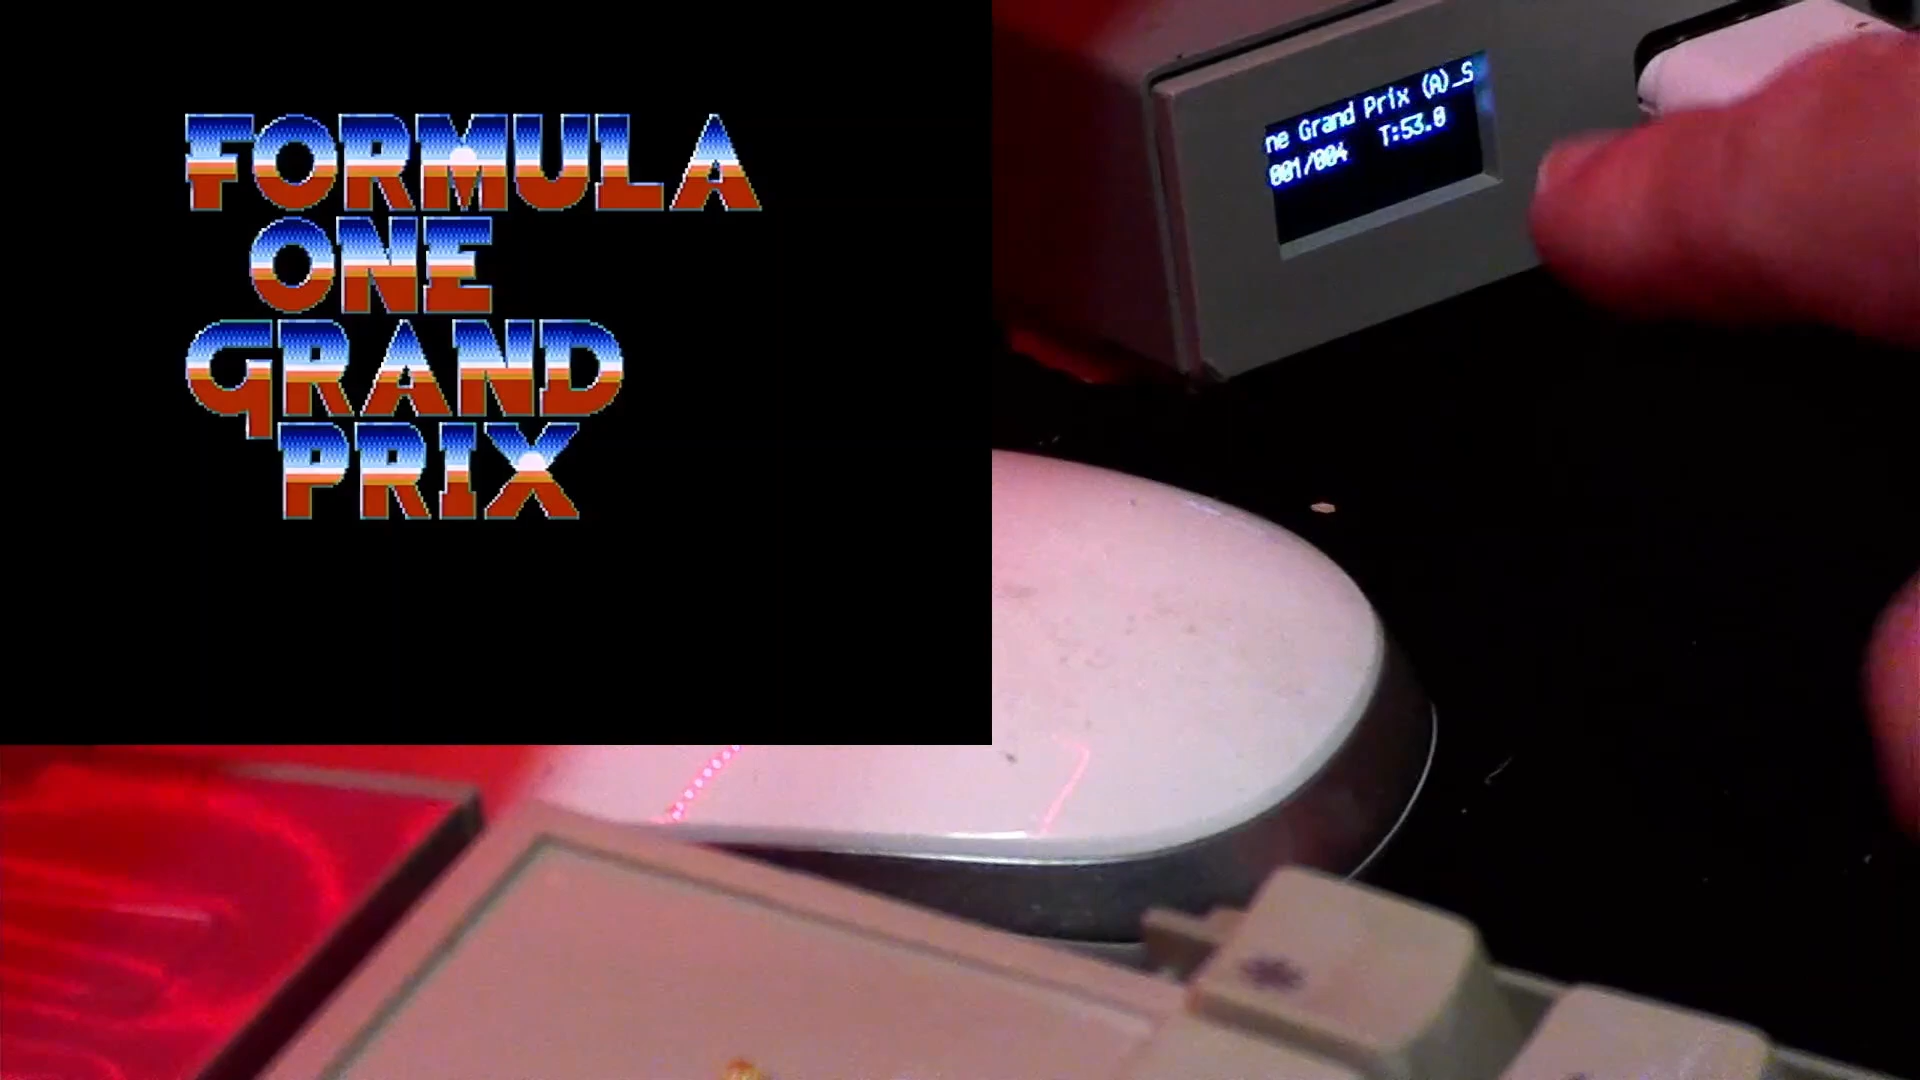 FORMULA
ONE
GRAND
PRIX
ne Grand Prix (A)_S
001/004 T:53.0
*